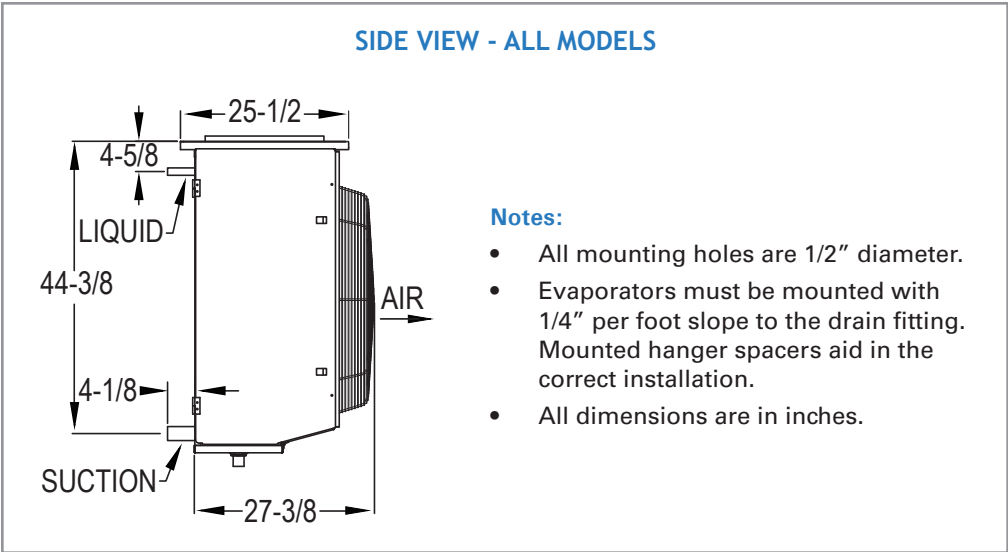 SIDE VIEW - ALL MODELS
25-1/2
4-5/8
LIQUID
44-3/8
AIR
4-1/8
SUCTION
27-3/8
Notes:
• All mounting holes are 1/2” diameter.
• Evaporators must be mounted with
1/4” per foot slope to the drain fitting.
Mounted hanger spacers aid in the
correct installation.
• All dimensions are in inches.